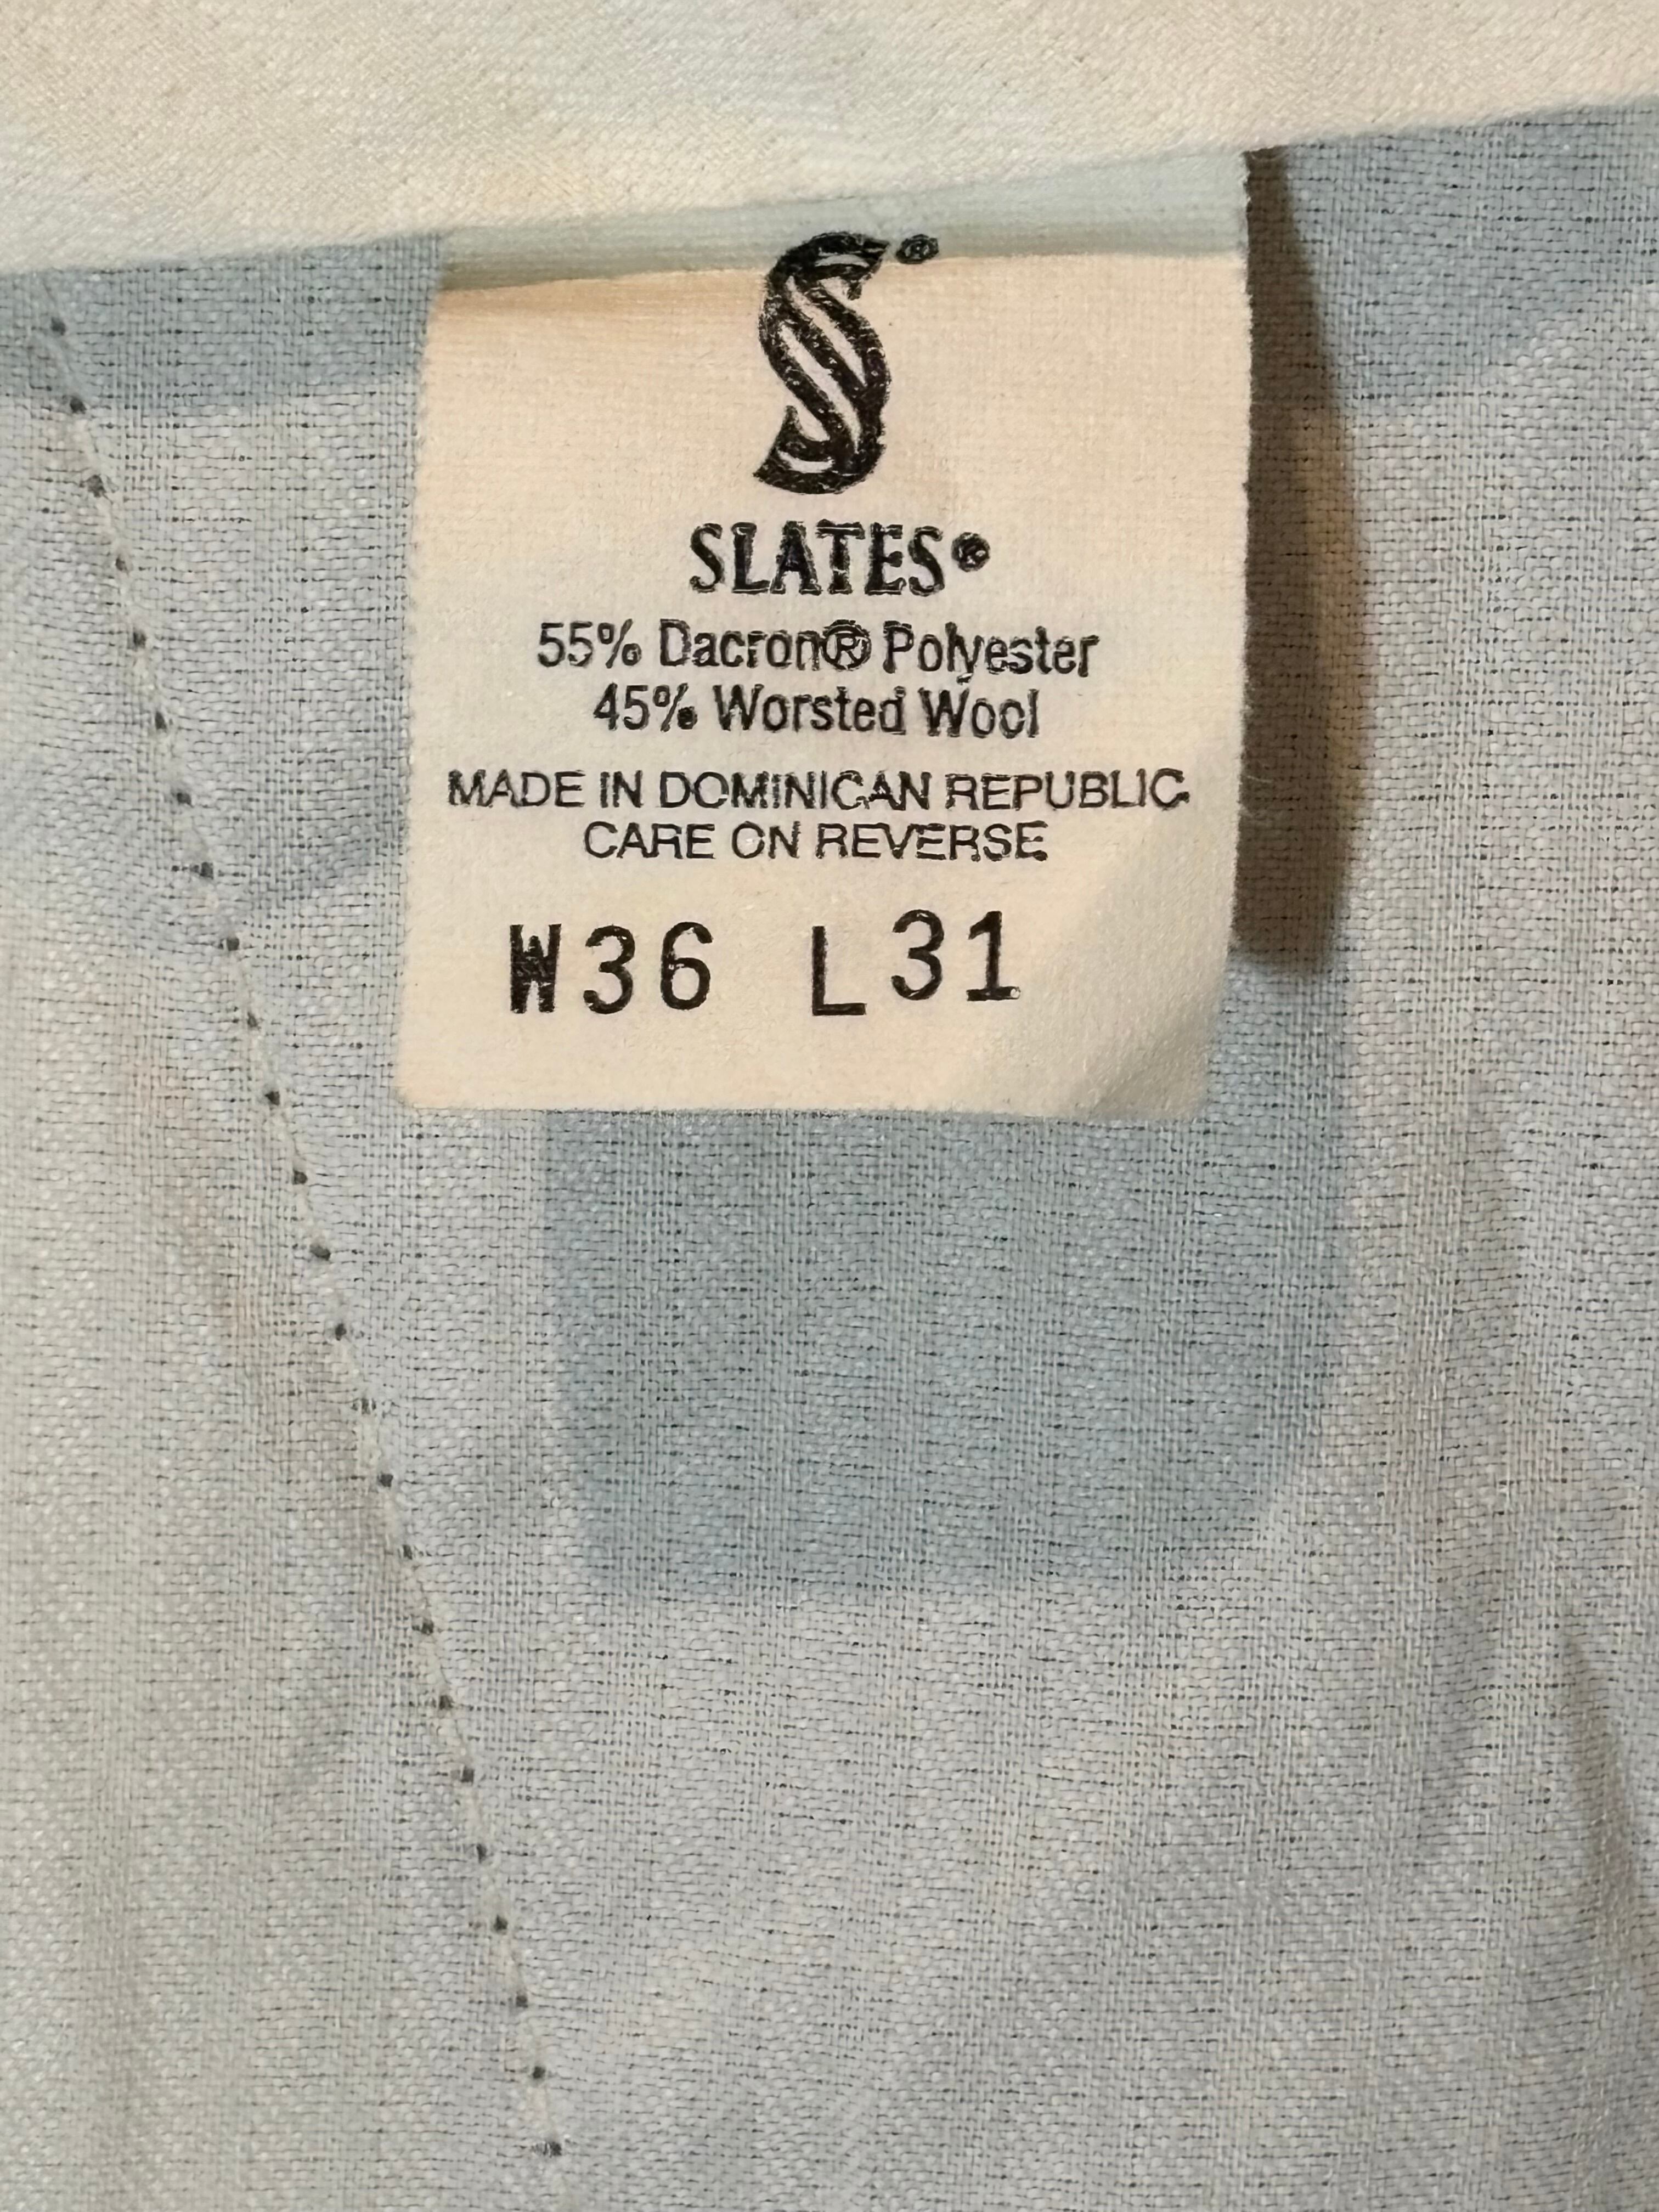 S®
SLATES®
55% Dacron® Polyester
45% Worsted Wool
MADE IN DOMINICAN REPUBLIC
CARE ON REVERSE
W36 L31